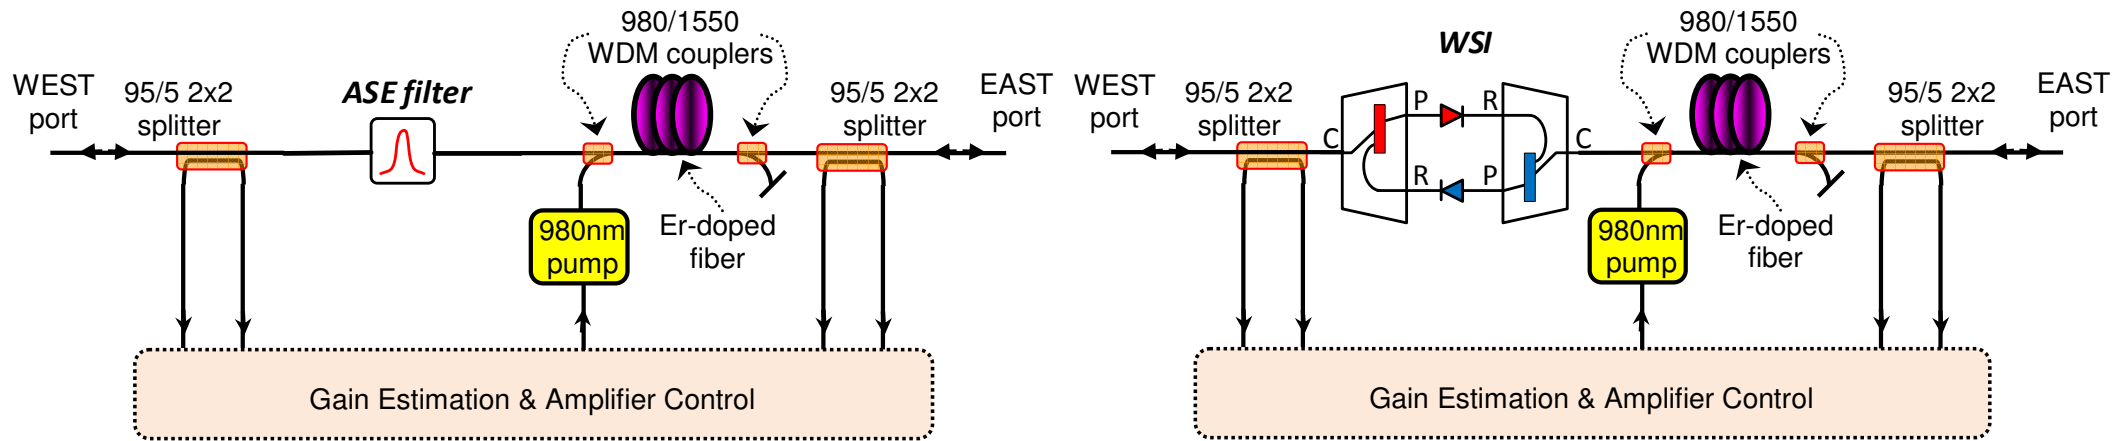 980/1550
WDM couplers
WEST
port
95/5 2x2
splitter
ASE filter
95/5 2x2
splitter
EAST
port
980nm
pump
Er-doped
fiber
Gain Estimation & Amplifier Control
980/1550
WDM couplers
WSI
WEST
port
95/5 2x2
splitter
C
P
R
R
P
C
95/5 2x2
splitter
EAST
port
980nm
pump
Er-doped
fiber
Gain Estimation & Amplifier Control